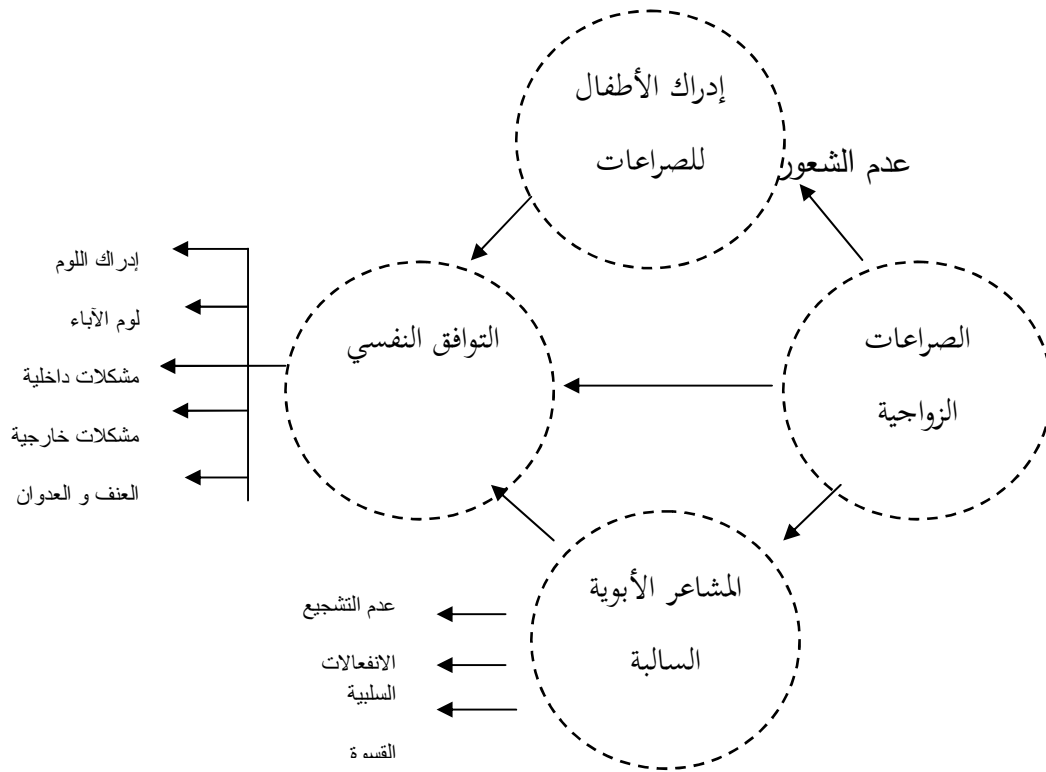 إدراك الأطفال
للصراعات
عدم الشعور
الصراعات
الزواجية
التوافق النفسي
إدراك اللوم
لوم الآباء
مشكلات داخلية
مشكلات خارجية
العنف و العدوان
المشاعر الأبوية
السالبة
عدم التشجيع
الانفعالات
السلبية
القسوة